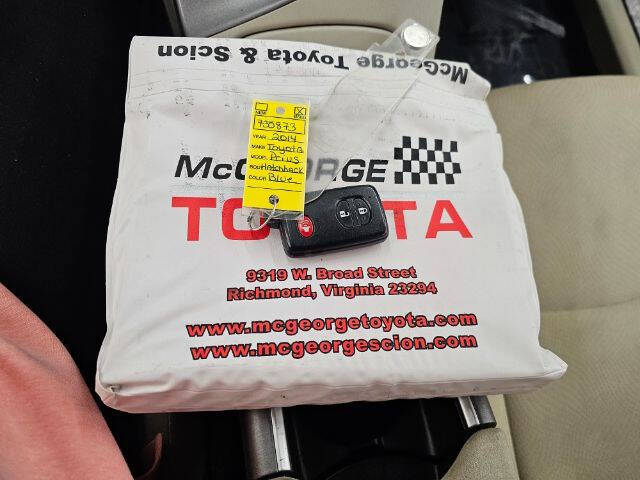 McGeorge Toyota & Scion
730873
YEAR 2014
MAKE Toyota
MODEL Prius
BODY Hatchback
COLOR Blue
McGEORGE
TOYOTA
9319 W. Broad Street
Richmond, Virginia 23294
www.mcgeorgetoyota.com
www.mcgeorgescion.com